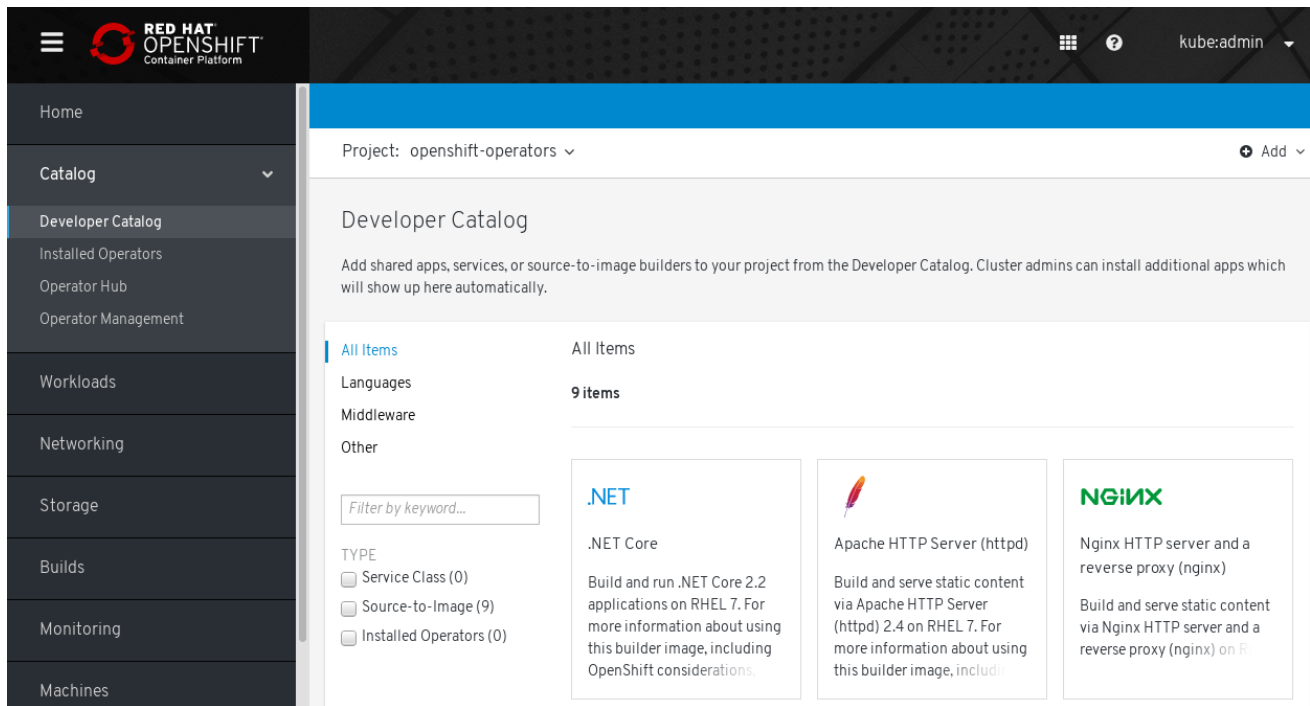 RED HAT
OPENSHIFT
Container Platform
kube:admin
Home
Catalog
Developer Catalog
Installed Operators
Operator Hub
Operator Management
Workloads
Networking
Storage
Builds
Monitoring
Machines
Project: openshift-operators
Add
Developer Catalog
Add shared apps, services, or source-to-image builders to your project from the Developer Catalog. Cluster admins can install additional apps which
will show up here automatically.
All Items
Languages
Middleware
Other
Filter by keyword...
TYPE
Service Class (0)
Source-to-Image (9)
Installed Operators (0)
All Items
9 items
.NET
.NET Core
Build and run .NET Core 2.2
applications on RHEL 7. For
more information about using
this builder image, including
OpenShift considerations,
Apache HTTP Server (httpd)
Build and serve static content
via Apache HTTP Server
(httpd) 2.4 on RHEL 7. For
more information about using
this builder image, includi
NGINX
Nginx HTTP server and a
reverse proxy (nginx)
Build and serve static content
via Nginx HTTP server and a
reverse proxy (nginx) on R